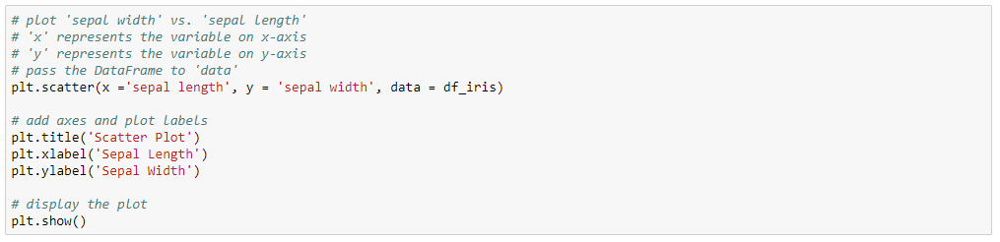 # plot 'sepal width' vs. 'sepal length'
# 'x' represents the variable on x-axis
# 'y' represents the variable on y-axis
# pass the DataFrame to 'data'
plt.scatter(x ='sepal length', y = 'sepal width', data = df_iris)
# add axes and plot labels
plt.title('Scatter Plot')
plt.xlabel('Sepal Length')
plt.ylabel('Sepal Width')
# display the plot
plt.show()